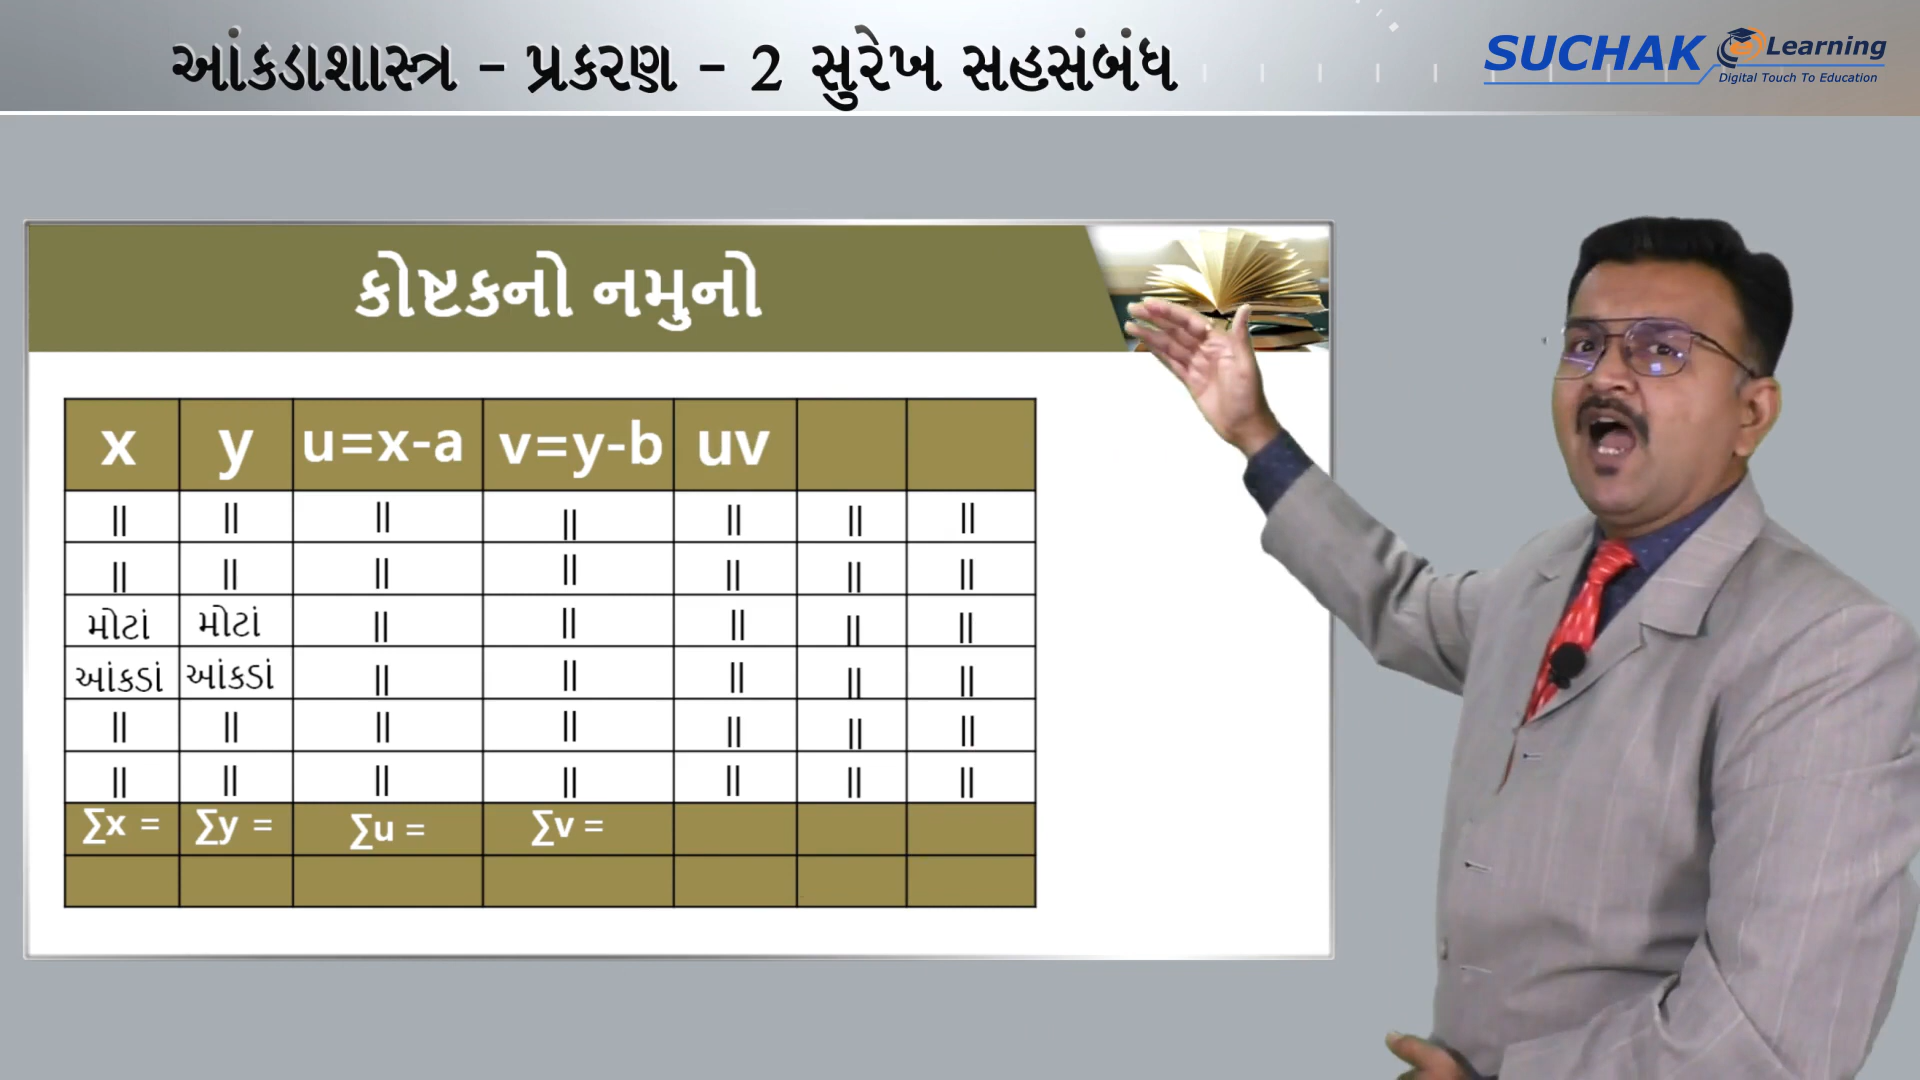 આંકડાશાસ્ત્ર - પ્રકરણ - 2 સુરેખ સહસંબંધ
SUCHAK Learning
Digital Touch To Education
કોષ્ટકનો નમુનો
x y u=x-a v=y-b uv
|| || || || || || ||
|| || || || || || ||
મોટાં મોટાં || || || || ||
આંકડાં આંકડાં || || || || ||
|| || || || || || ||
|| || || || || || ||
∑x = ∑y = ∑u = ∑v =